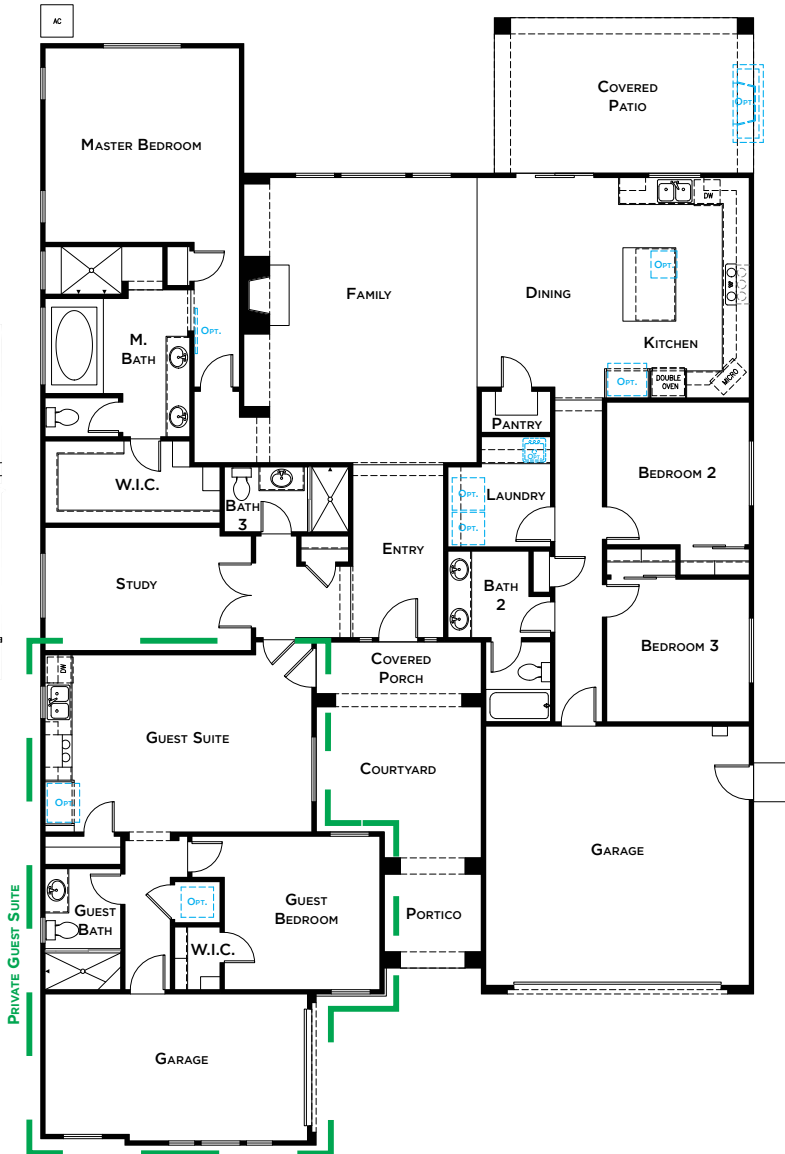 AC
Covered
Patio
Opt.
Master Bedroom
DW
Opt.
Family
Dining
Opt.
M.
Bath
Kitchen
Opt.
Double
Oven
Micro
Pantry
W.I.C.
Bath
3
Opt.
Opt.
Opt.
Laundry
Bedroom 2
Entry
Study
Bath
2
Bedroom 3
Covered
Porch
DW
Guest Suite
Courtyard
Opt.
Garage
Guest
Bath
Opt.
Guest
Bedroom
Portico
W.I.C.
Private Guest Suite
Garage